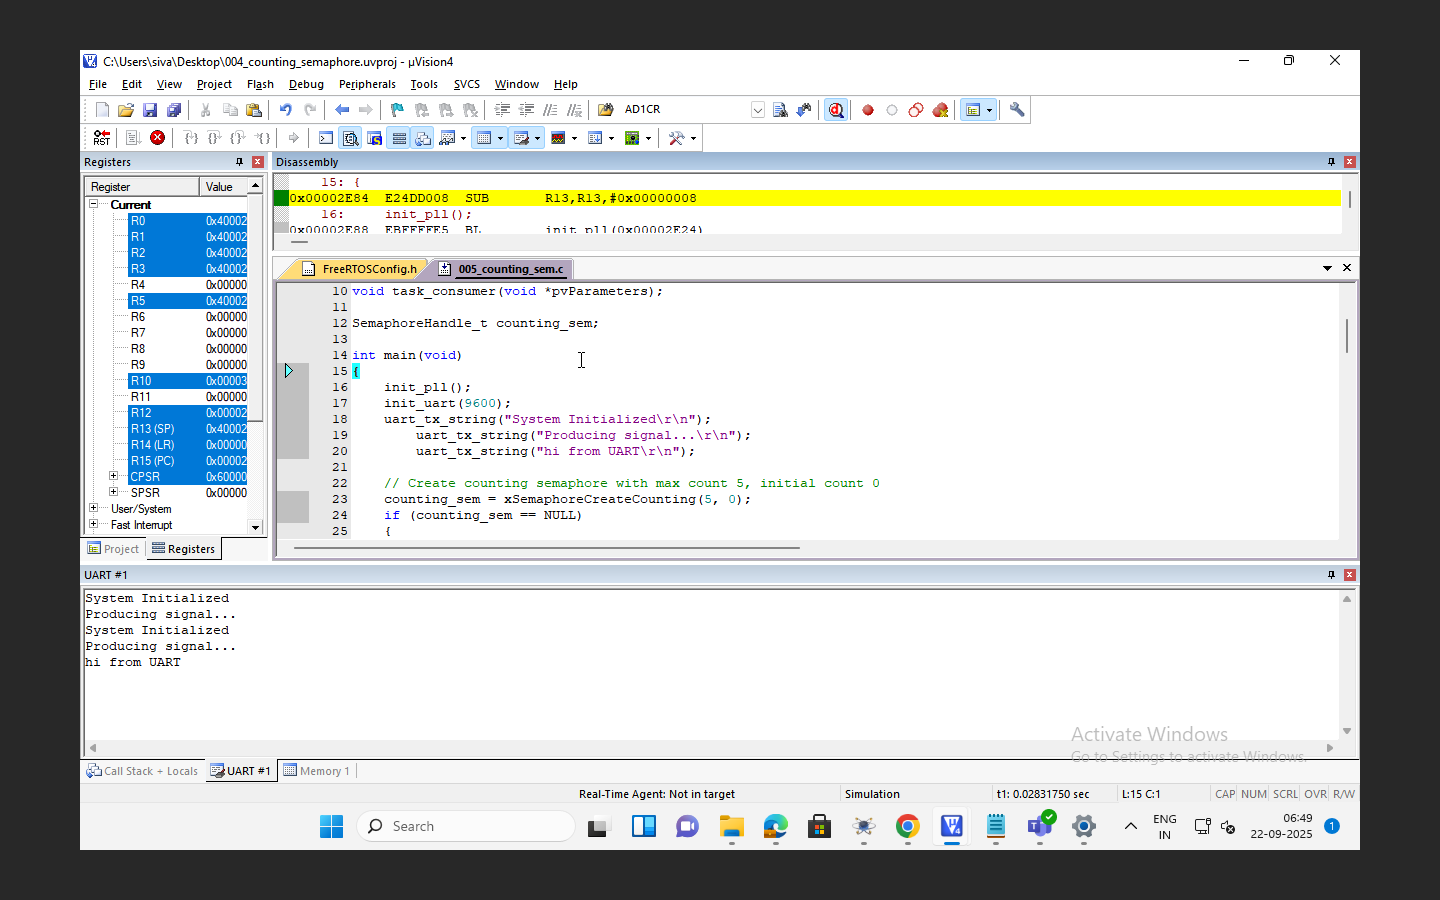 C:\Users\siva\Desktop\004_counting_semaphore.uvproj - µVision4
File Edit View Project Flash Debug Peripherals Tools SVCS Window Help
AD1CR
RST
Registers
Register Value
Current
R0 0x40002
R1 0x40002
R2 0x40002
R3 0x40002
R4 0x00000
R5 0x40002
R6 0x00000
R7 0x00000
R8 0x00000
R9 0x00000
R10 0x00003
R11 0x00000
R12 0x00002
R13 (SP) 0x40002
R14 (LR) 0x00000
R15 (PC) 0x00002
CPSR 0x60000
SPSR 0x00000
User/System
Fast Interrupt
Project Registers
Disassembly
15: {
0x00002E84 E24DD008 SUB R13,R13,#0x00000008
16: init_pll();
0x00002E88 EBFFFFE5 BL init_pll(0x00002E24)
FreeRTOSConfig.h 005_counting_sem.c
10 void task_consumer(void *pvParameters);
11
12 SemaphoreHandle_t counting_sem;
13
14 int main(void)
15 {
16 init_pll();
17 init_uart(9600);
18 uart_tx_string("System Initialized\r\n");
19 uart_tx_string("Producing signal...\r\n");
20 uart_tx_string("hi from UART\r\n");
21
22 // Create counting semaphore with max count 5, initial count 0
23 counting_sem = xSemaphoreCreateCounting(5, 0);
24 if (counting_sem == NULL)
25 {
UART #1
System Initialized
Producing signal...
System Initialized
Producing signal...
hi from UART
Activate Windows
Go to Settings to activate Windows.
Call Stack + Locals UART #1 Memory 1
Real-Time Agent: Not in target Simulation t1: 0.02831750 sec L:15 C:1 CAP NUM SCRL OVR R/W
Search
ENG
IN
06:49
22-09-2025
1